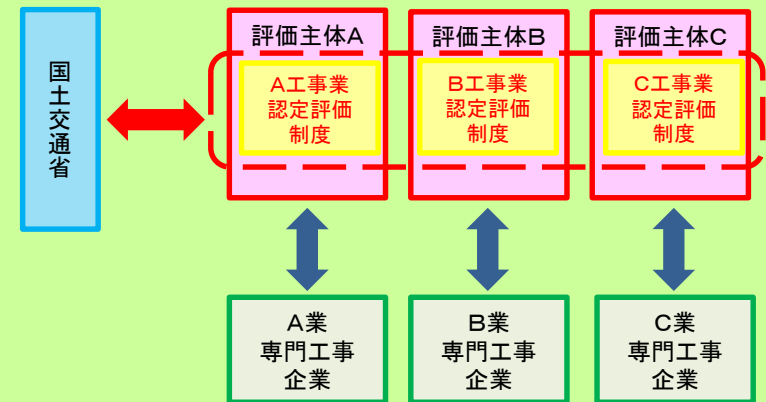 国土交通省
評価主体A
A工事業
認定評価
制度
評価主体B
B工事業
認定評価
制度
評価主体C
C工事業
認定評価
制度
A業
専門工事
企業
B業
専門工事
企業
C業
専門工事
企業